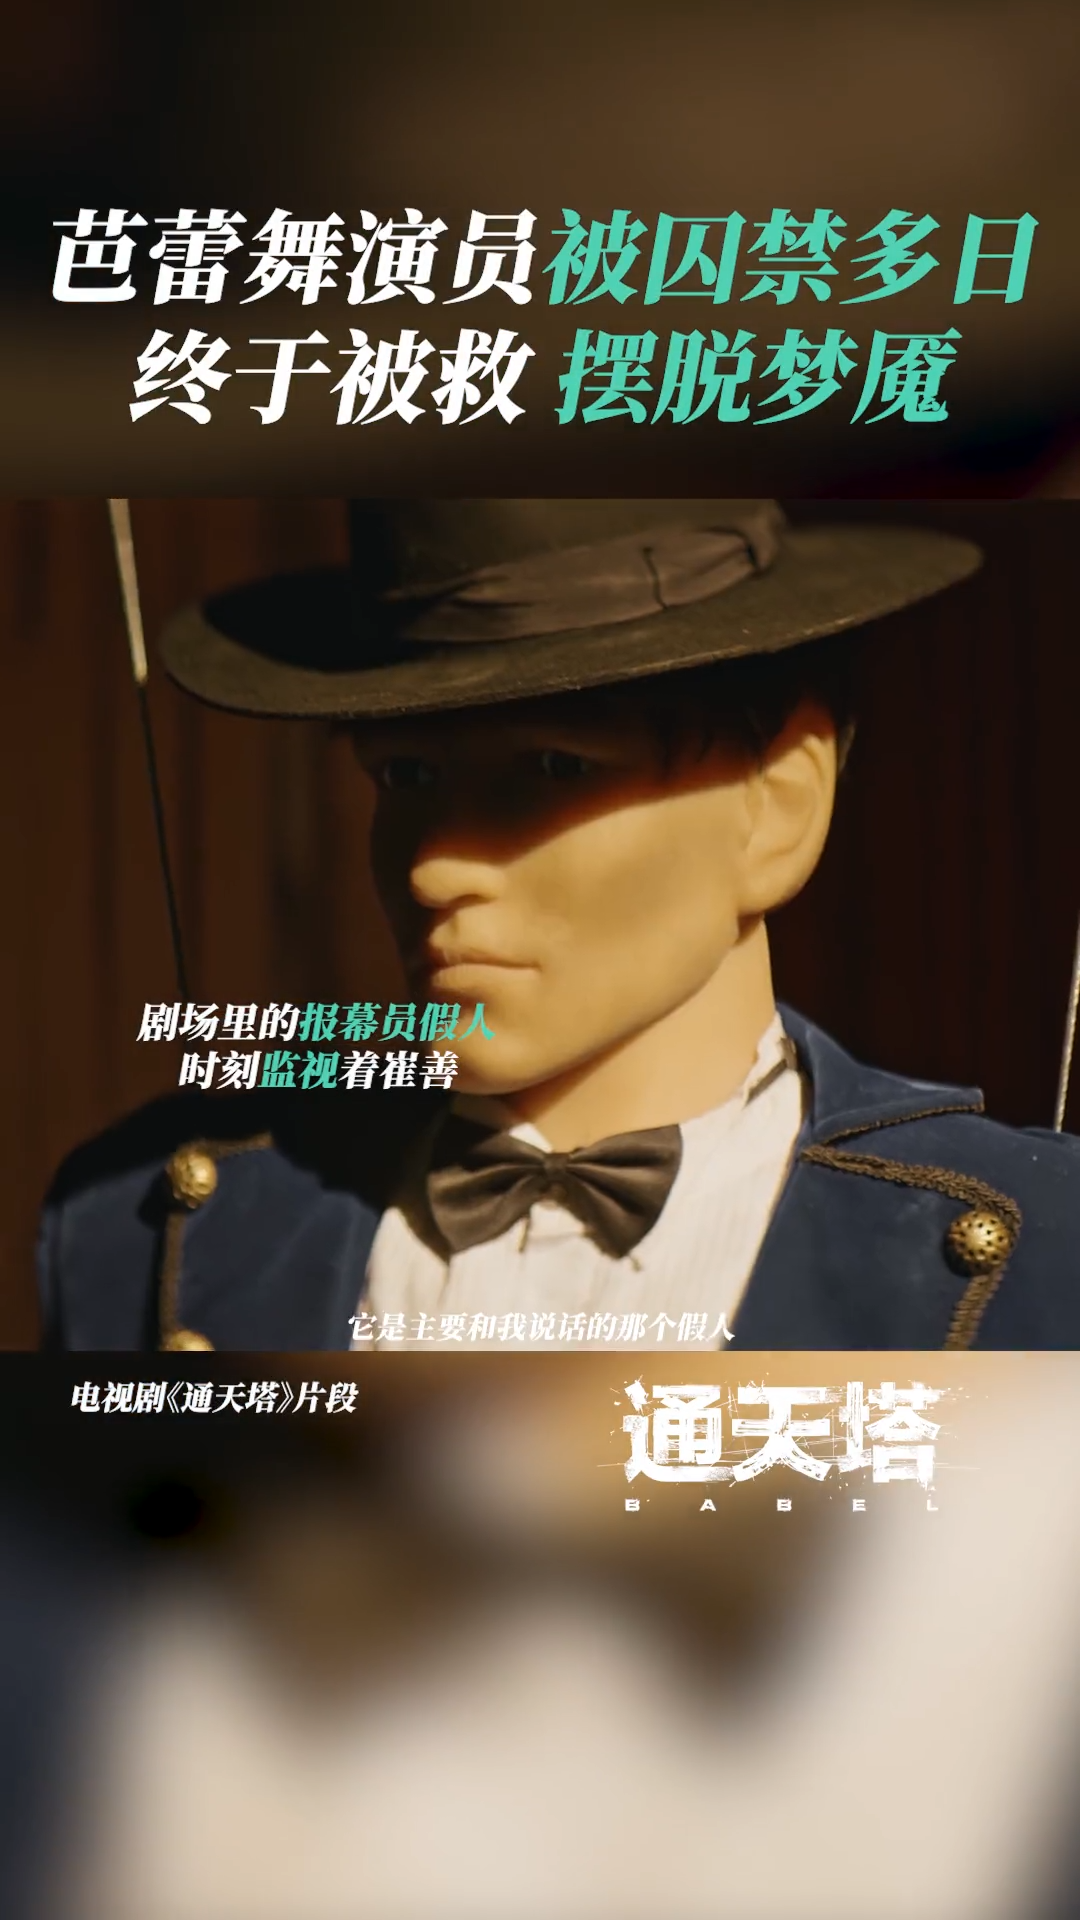 芭蕾舞演员被囚禁多日
终于被救 摆脱梦魇
剧场里的报幕员假人
时刻监视着崔善
它是主要和我说话的那个假人
电视剧《通天塔》片段
通天塔
BABEL